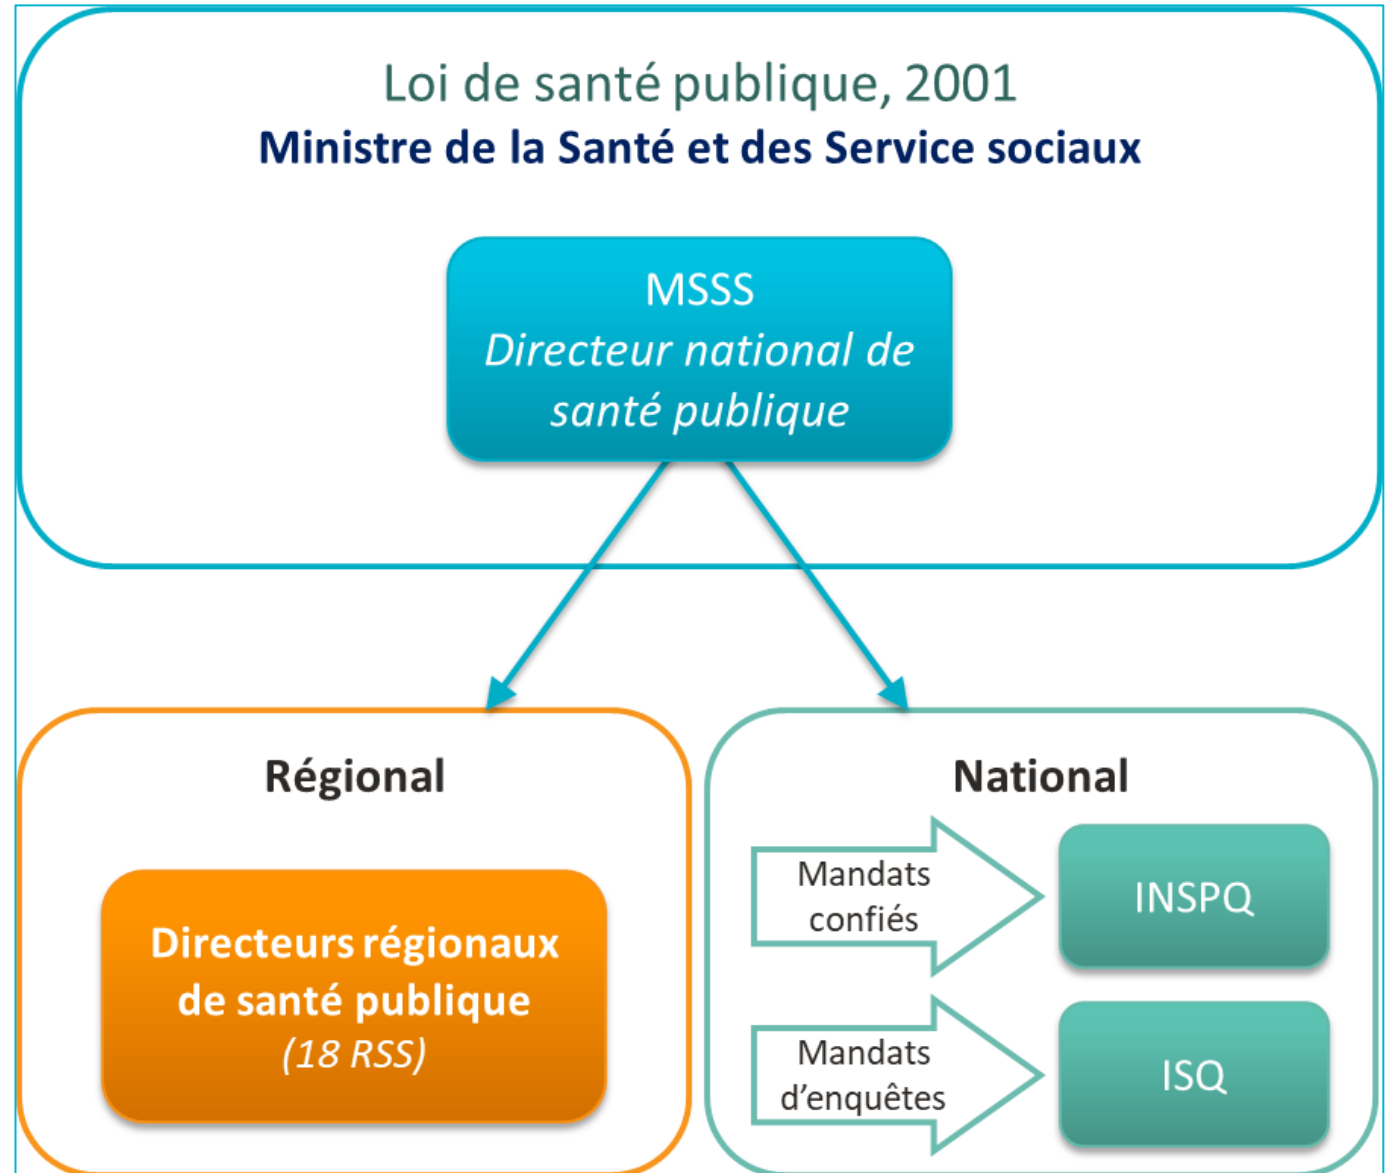 Loi de santé publique, 2001
Ministre de la Santé et des Service sociaux
MSSS
Directeur national de
santé publique
Régional
Directeurs régionaux
de santé publique
(18 RSS)
National
Mandats
confiés
INSPQ
Mandats
d'enquêtes
ISQ